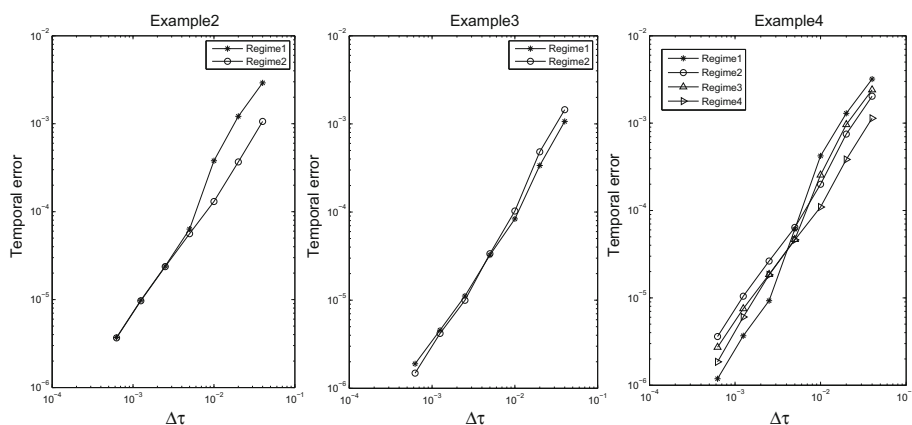 Example2
10⁻²
10⁻³
10⁻⁴
10⁻⁵
10⁻⁶
Temporal error
Regime1
Regime2
10⁻⁴
10⁻³
10⁻²
10⁻¹
Δτ
Example3
10⁻²
10⁻³
10⁻⁴
10⁻⁵
10⁻⁶
Temporal error
Regime1
Regime2
10⁻⁴
10⁻³
10⁻²
10⁻¹
Δτ
Example4
10⁻²
10⁻³
10⁻⁴
10⁻⁵
10⁻⁶
Temporal error
Regime1
Regime2
Regime3
Regime4
10⁻⁴
10⁻³
10⁻²
10⁻¹
Δτ